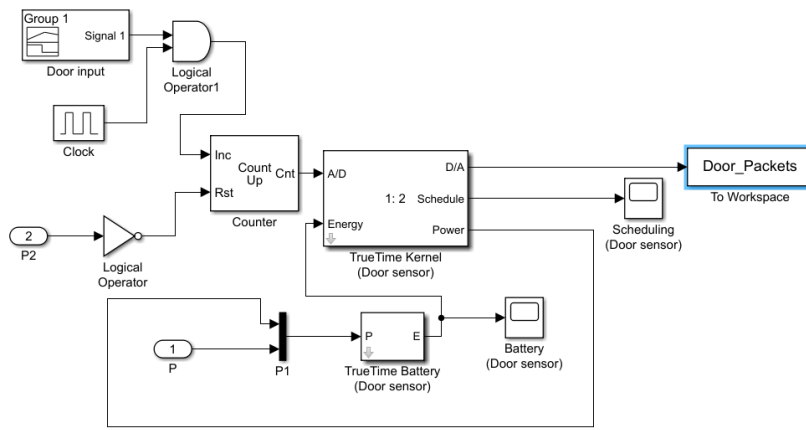 Group 1
Signal 1
Door input
Logical
Operator1
Clock
Inc
Count
Up
Cnt
Rst
Counter
2
P2
Logical
Operator
A/D
D/A
1: 2
Schedule
Energy
Power
TrueTime Kernel
(Door sensor)
Door_Packets
To Workspace
Scheduling
(Door sensor)
1
P
P1
P
E
TrueTime Battery
(Door sensor)
Battery
(Door sensor)